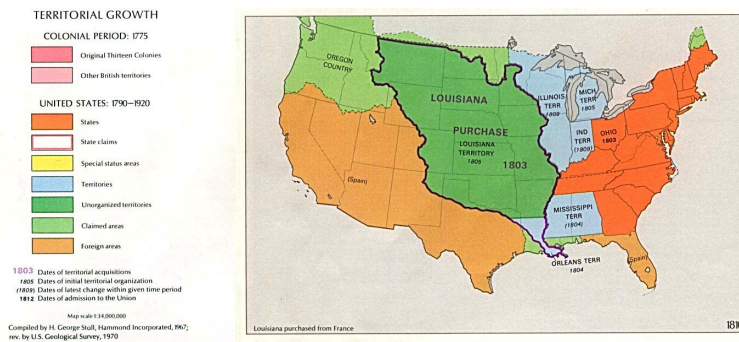 TERRITORIAL GROWTH
COLONIAL PERIOD: 1775
Original Thirteen Colonies
Other British territories
UNITED STATES: 1790–1920
States
State claims
Special status areas
Territories
Unorganized territories
Claimed areas
Foreign areas
1803 Dates of territorial acquisitions
1805 Dates of initial territorial organization
(1809) Dates of latest change within given time period
1812 Dates of admission to the Union
Map scale 1:34,000,000
Compiled by H. George Stoll, Hammond Incorporated, 1967;
rev. by U.S. Geological Survey, 1970
OREGON
COUNTRY
LOUISIANA
PURCHASE
1803
LOUISIANA
TERRITORY
1805
ILLINOIS
TERR
1809
MICH
TERR
1805
IND
TERR
(1809)
OHIO
1803
(Spain)
MISSISSIPPI
TERR
(1804)
ORLEANS TERR
1804
(Spain)
Louisiana purchased from France